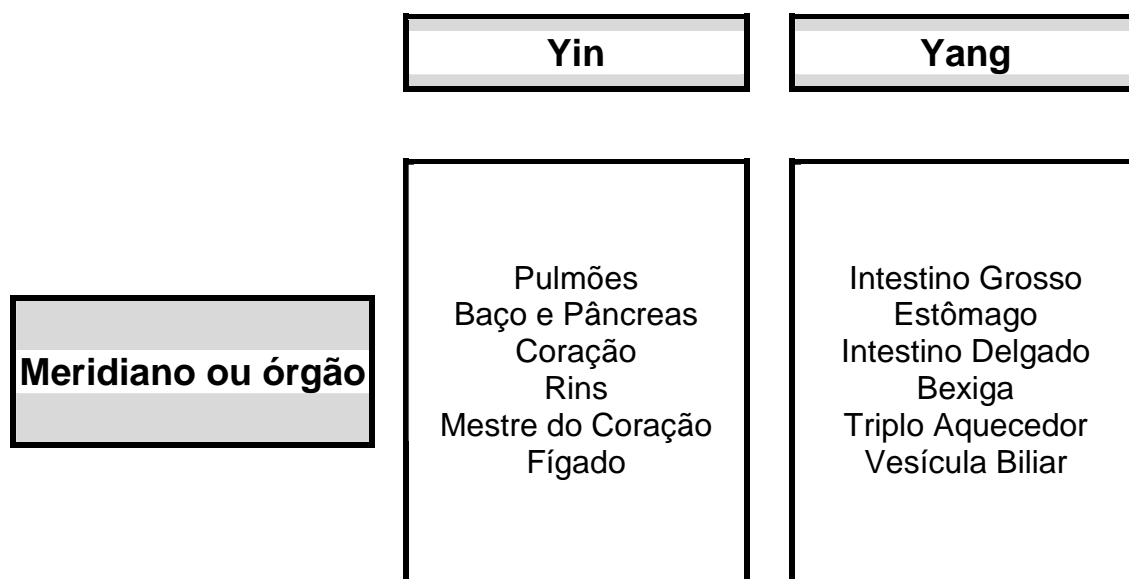 Yin
Yang
Meridiano ou órgão
Pulmões
Baço e Pâncreas
Coração
Rins
Mestre do Coração
Fígado
Intestino Grosso
Estômago
Intestino Delgado
Bexiga
Triplo Aquecedor
Vesícula Biliar